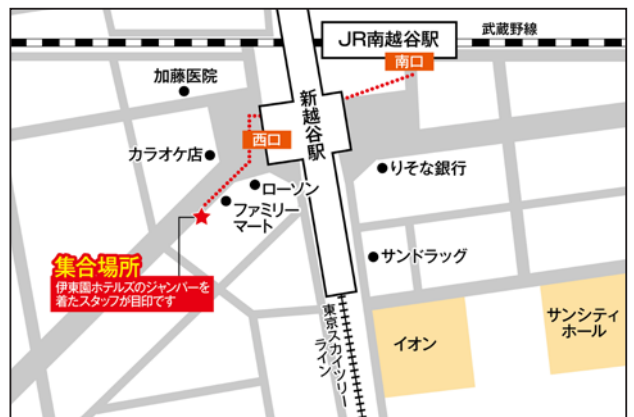 武蔵野線
JR南越谷駅
南口
加藤医院
新越谷駅
西口
カラオケ店
りそな銀行
ローソン
ファミリー
マート
集合場所
伊東園ホテルズのジャンパーを
着たスタッフが目印です
サンドラッグ
東京スカイツリー
ライン
イオン
サンシティ
ホール